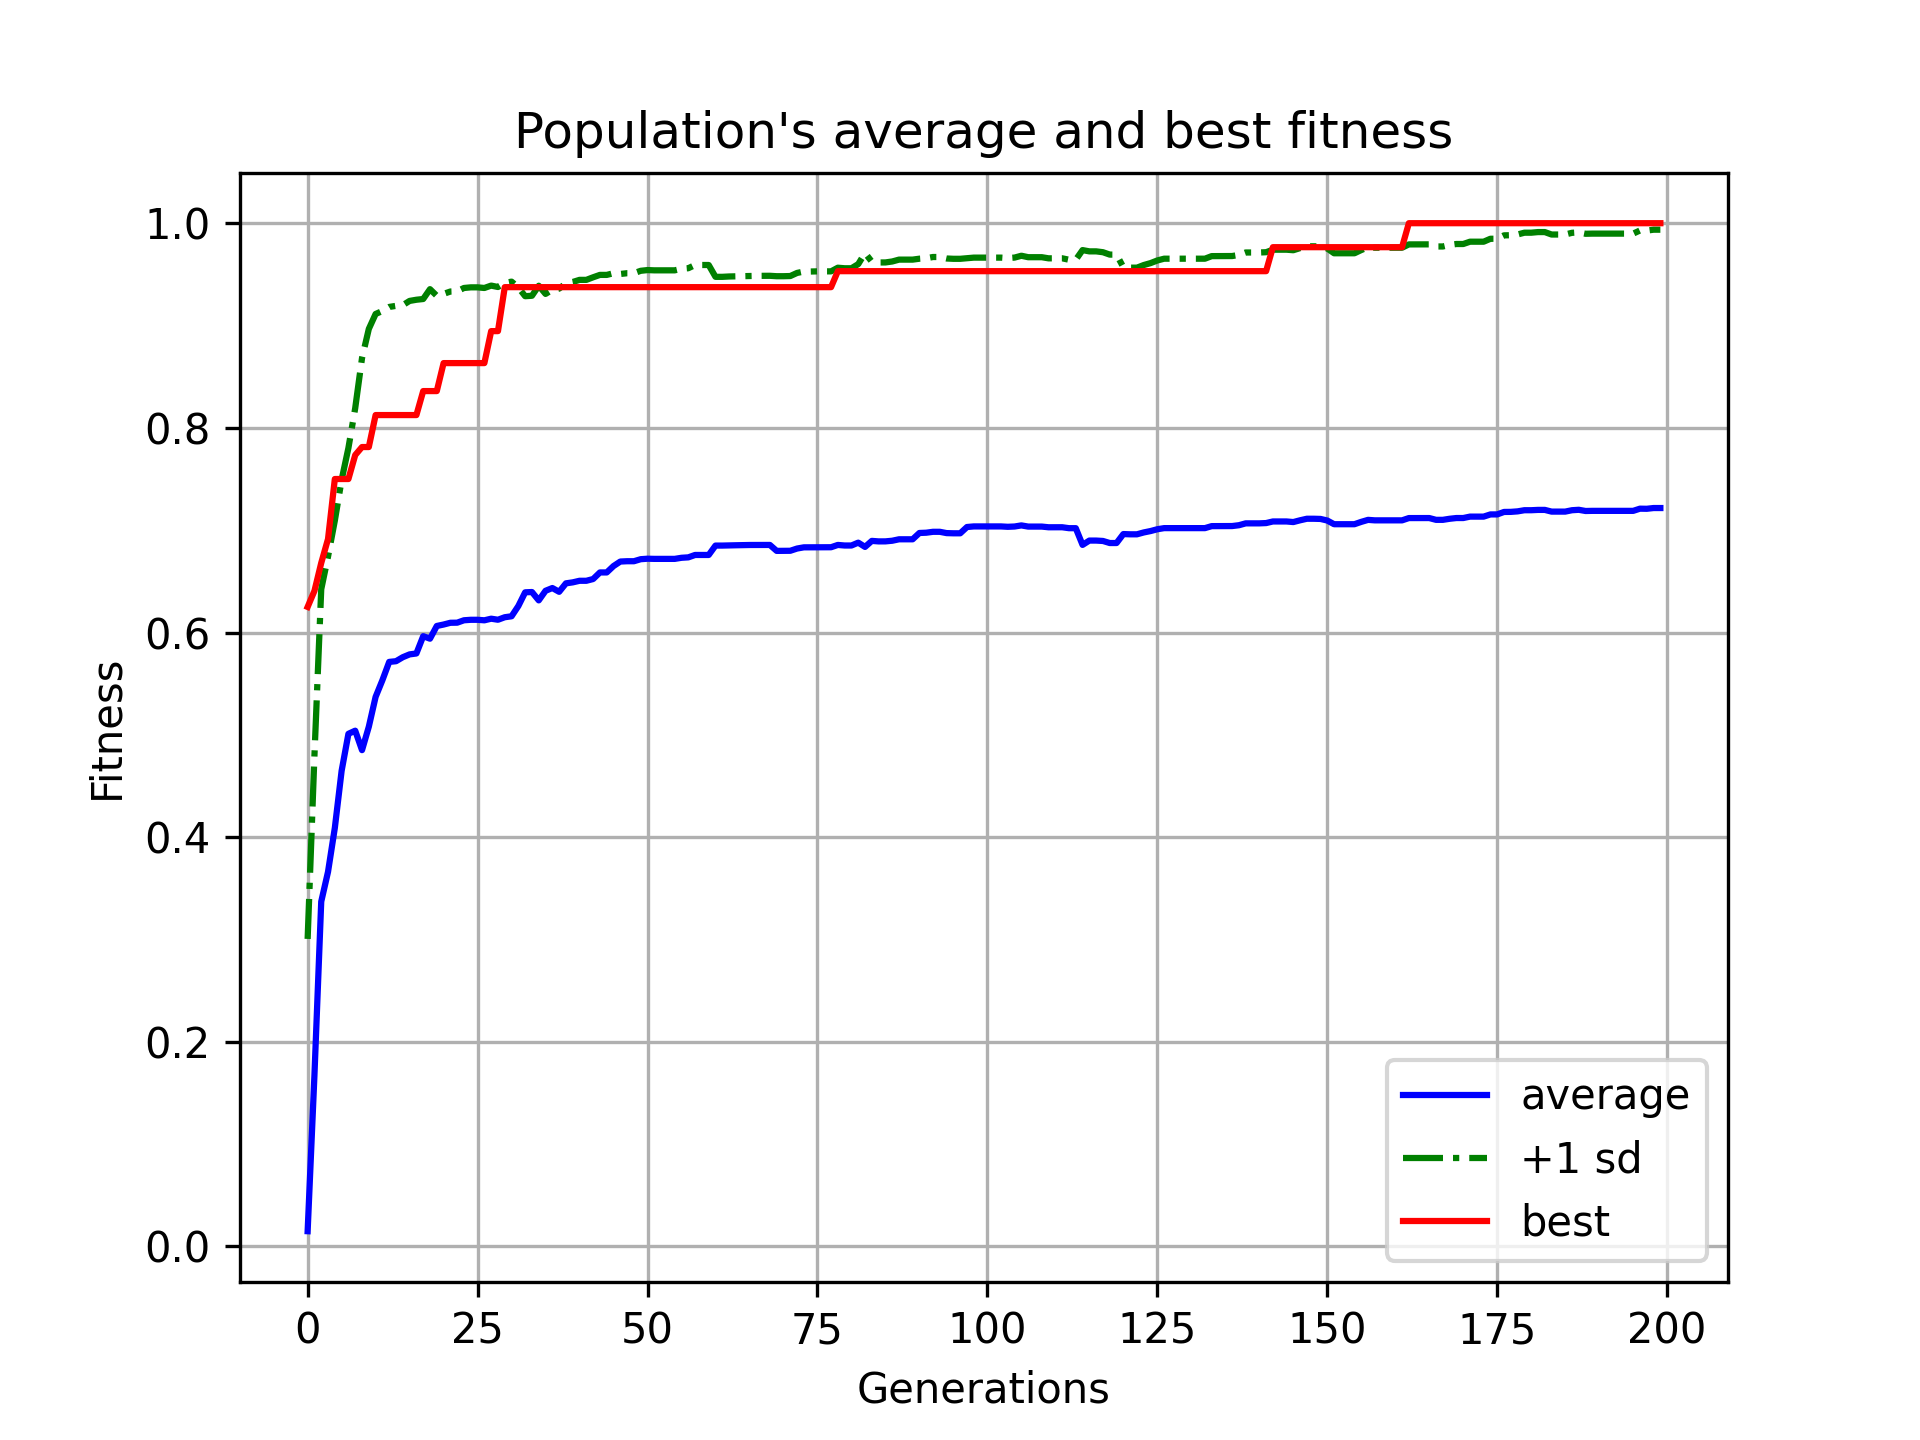 Population's average and best fitness
1.0
0.8
0.6
0.4
0.2
0.0
Fitness
average
+1 sd
best
0 25 50 75 100 125 150 175 200
Generations